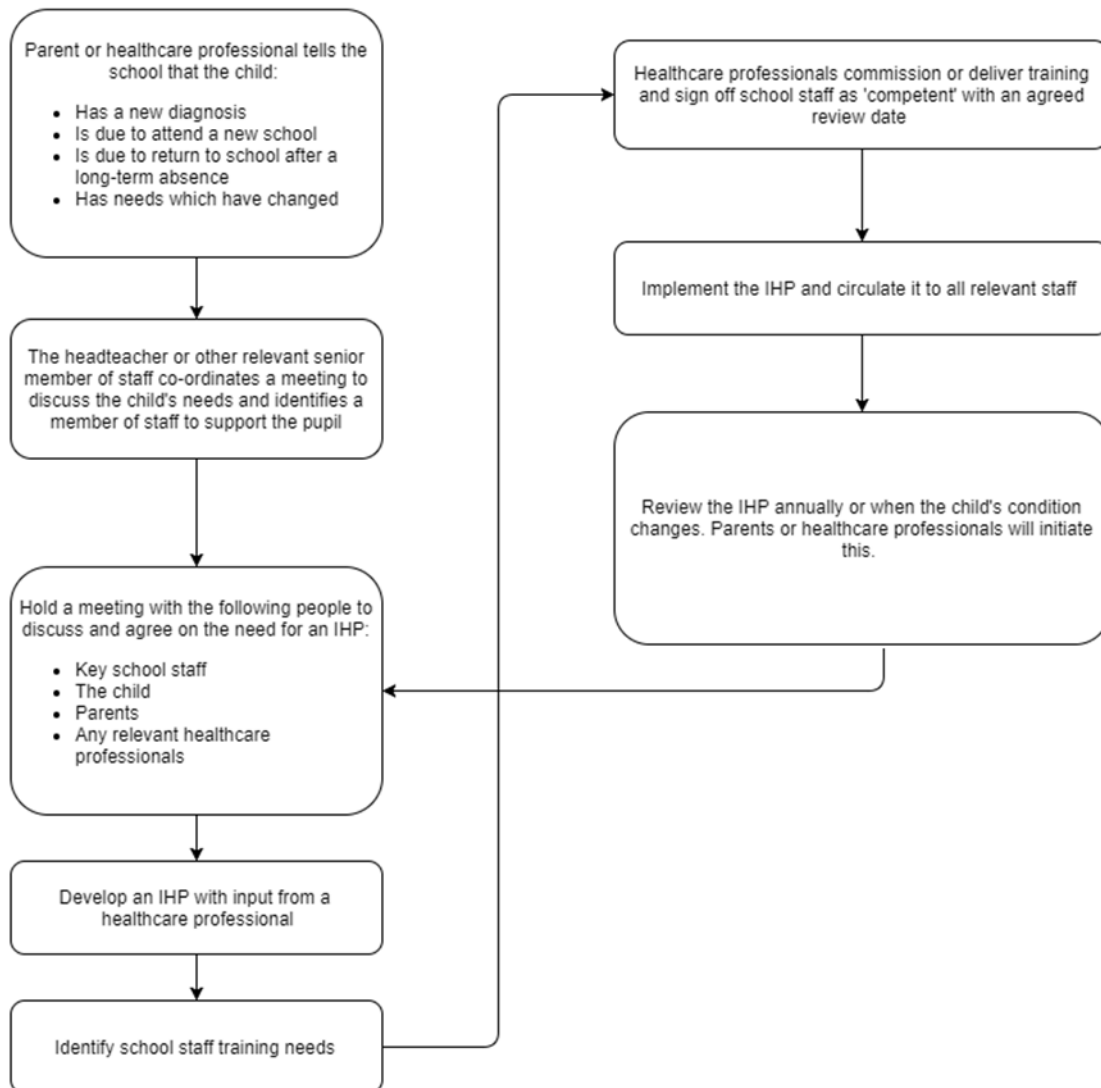 Parent or healthcare professional tells the
school that the child:
• Has a new diagnosis
• Is due to attend a new school
• Is due to return to school after a
long-term absence
• Has needs which have changed
The headteacher or other relevant senior
member of staff co-ordinates a meeting to
discuss the child's needs and identifies a
member of staff to support the pupil
Hold a meeting with the following people to
discuss and agree on the need for an IHP:
• Key school staff
• The child
• Parents
• Any relevant healthcare
professionals
Develop an IHP with input from a
healthcare professional
Identify school staff training needs
Healthcare professionals commission or deliver training
and sign off school staff as 'competent' with an agreed
review date
Implement the IHP and circulate it to all relevant staff
Review the IHP annually or when the child's condition
changes. Parents or healthcare professionals will initiate
this.